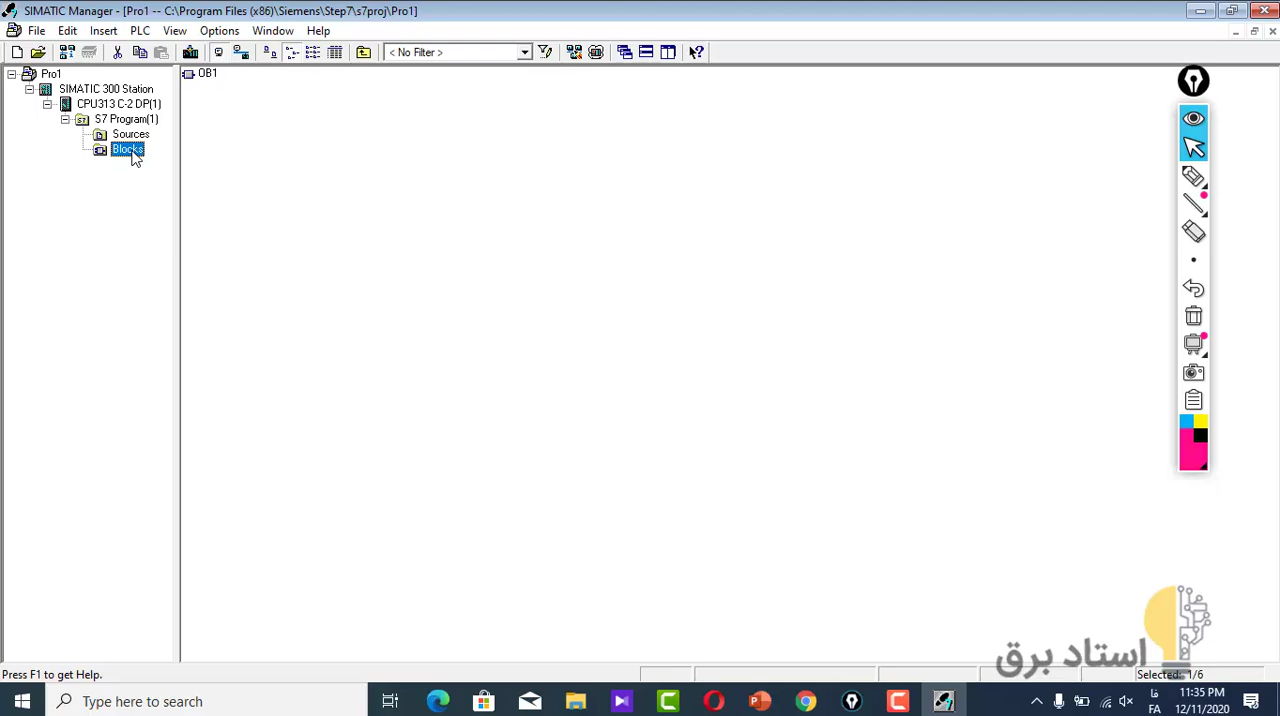 SIMATIC Manager - [Pro1 -- C:\Program Files (x86)\Siemens\Step7\s7proj\Pro1]
File Edit Insert PLC View Options Window Help
< No Filter >
Pro1
SIMATIC 300 Station
CPU313 C-2 DP(1)
S7 Program(1)
Sources
Blocks
OB1
استاد برق
Press F1 to get Help.
Selected: 1/6
Type here to search
فا
FA
11:35 PM
12/11/2020